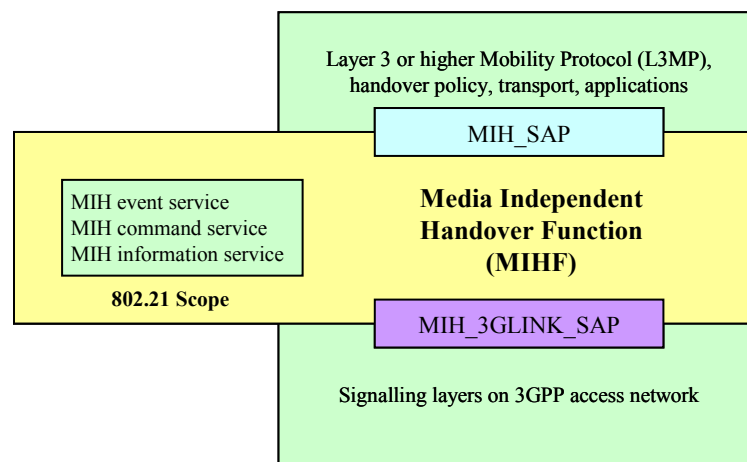 Layer 3 or higher Mobility Protocol (L3MP),
handover policy, transport, applications
MIH_SAP
MIH event service
MIH command service
MIH information service
802.21 Scope
Media Independent
Handover Function
(MIHF)
MIH_3GLINK_SAP
Signalling layers on 3GPP access network